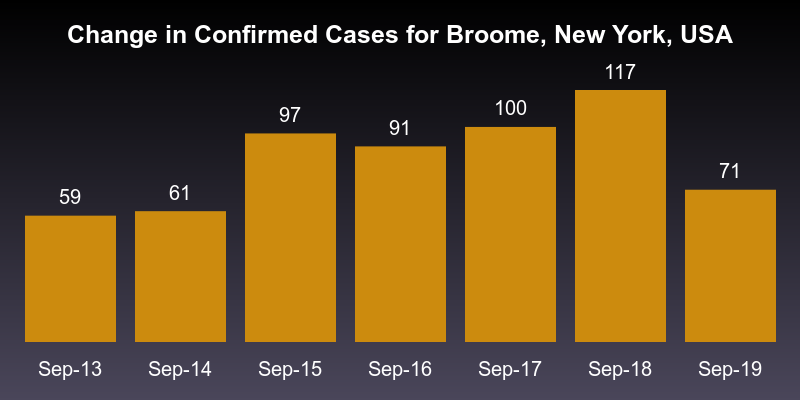 Change in Confirmed Cases for Broome, New York, USA
59
61
97
91
100
117
71
Sep-13
Sep-14
Sep-15
Sep-16
Sep-17
Sep-18
Sep-19